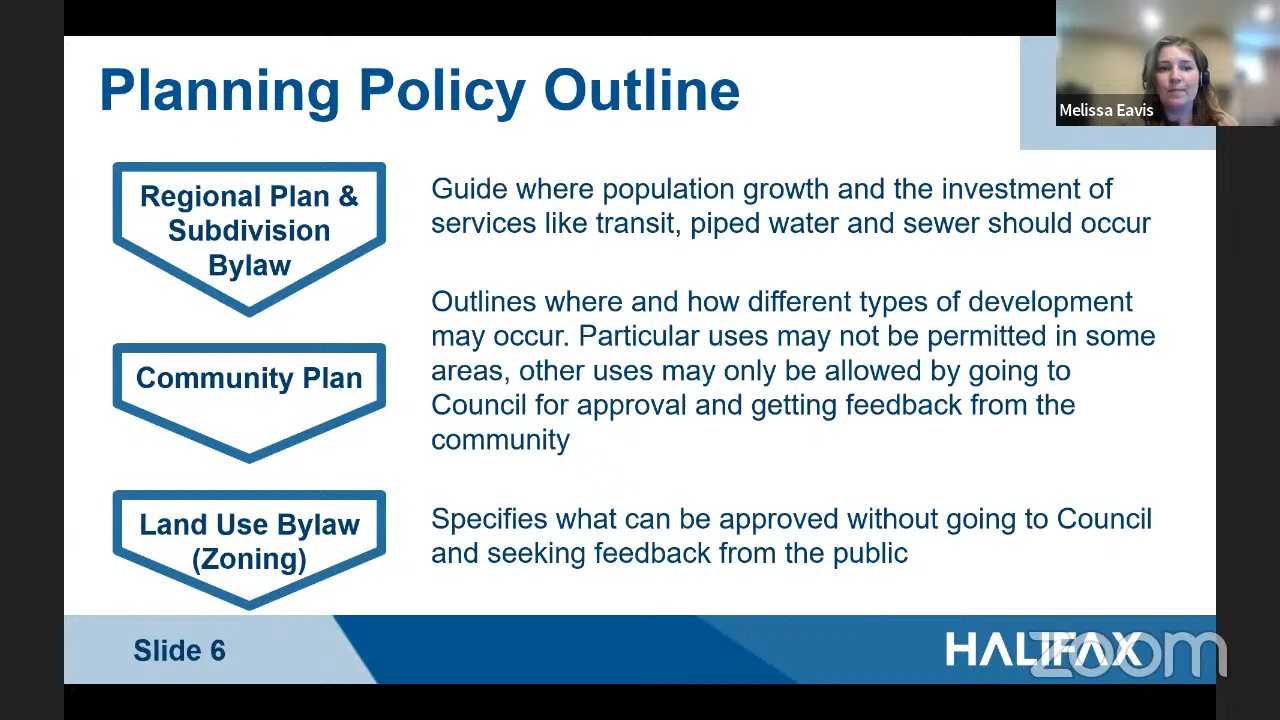 Planning Policy Outline
Melissa Eavis
Regional Plan &
Subdivision
Bylaw
Guide where population growth and the investment of
services like transit, piped water and sewer should occur
Community Plan
Outlines where and how different types of development
may occur. Particular uses may not be permitted in some
areas, other uses may only be allowed by going to
Council for approval and getting feedback from the
community
Land Use Bylaw
(Zoning)
Specifies what can be approved without going to Council
and seeking feedback from the public
Slide 6
HALIFAX
zoom